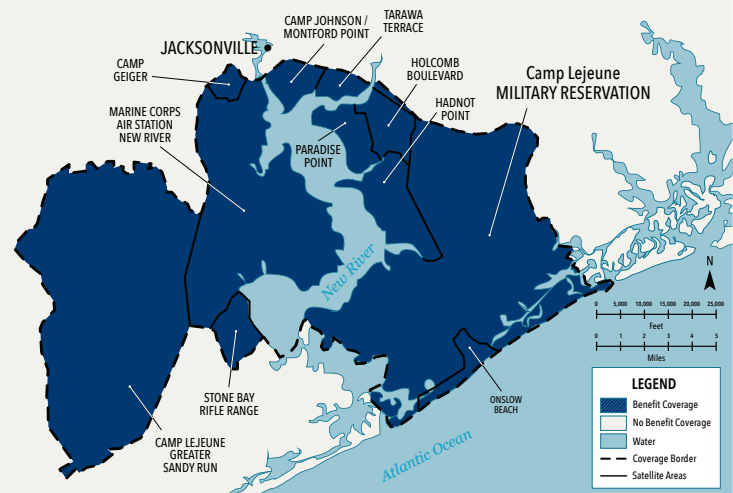 CAMP JOHNSON /
MONTFORD POINT
TARAWA
TERRACE
JACKSONVILLE
CAMP
GEIGER
HOLCOMB
BOULEVARD
Camp Lejeune
MILITARY RESERVATION
HADNOT
POINT
MARINE CORPS
AIR STATION
NEW RIVER
PARADISE
POINT
New River
N
0 5,000 10,000 15,000 20,000 25,000
Feet
0 1 2 3 4 5
Miles
STONE BAY
RIFLE RANGE
ONSLOW
BEACH
CAMP LEJEUNE
GREATER
SANDY RUN
Atlantic Ocean
LEGEND
Benefit Coverage
No Benefit Coverage
Water
Coverage Border
Satellite Areas